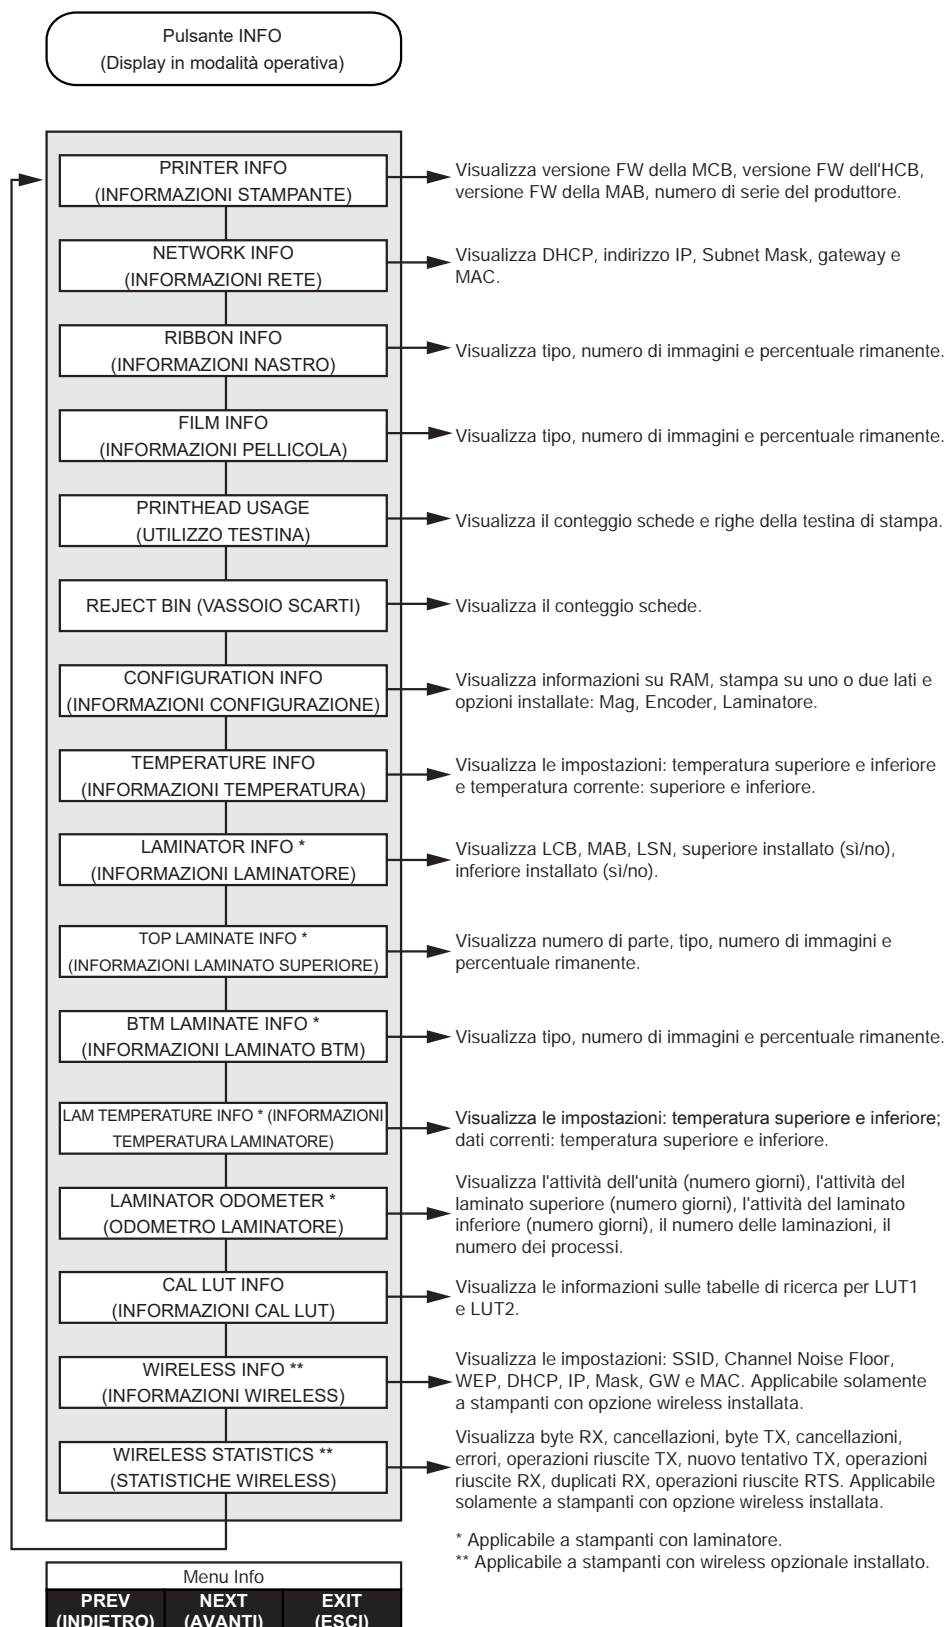 Pulsante INFO
(Display in modalità operativa)
PRINTER INFO
(INFORMAZIONI STAMPANTE)
Visualizza versione FW della MCB, versione FW dell'HCB,
versione FW della MAB, numero di serie del produttore.
NETWORK INFO
(INFORMAZIONI RETE)
Visualizza DHCP, indirizzo IP, Subnet Mask, gateway e
MAC.
RIBBON INFO
(INFORMAZIONI NASTRO)
Visualizza tipo, numero di immagini e percentuale rimanente.
FILM INFO
(INFORMAZIONI PELLICOLA)
Visualizza tipo, numero di immagini e percentuale rimanente.
PRINTHEAD USAGE
(UTILIZZO TESTINA)
Visualizza il conteggio schede e righe della testina di stampa.
REJECT BIN (VASSOIO SCARTI)
Visualizza il conteggio schede.
CONFIGURATION INFO
(INFORMAZIONI CONFIGURAZIONE)
Visualizza informazioni su RAM, stampa su uno o due lati e
opzioni installate: Mag, Encoder, Laminatore.
TEMPERATURE INFO
(INFORMAZIONI TEMPERATURA)
Visualizza le impostazioni: temperatura superiore e inferiore
e temperatura corrente: superiore e inferiore.
LAMINATOR INFO *
(INFORMAZIONI LAMINATORE)
Visualizza LCB, MAB, LSN, superiore installato (sì/no),
inferiore installato (sì/no).
TOP LAMINATE INFO *
(INFORMAZIONI LAMINATO SUPERIORE)
Visualizza numero di parte, tipo, numero di immagini e
percentuale rimanente.
BTM LAMINATE INFO *
(INFORMAZIONI LAMINATO BTM)
Visualizza tipo, numero di immagini e percentuale rimanente.
LAM TEMPERATURE INFO * (INFORMAZIONI
TEMPERATURA LAMINATORE)
Visualizza le impostazioni: temperatura superiore e inferiore;
dati correnti: temperatura superiore e inferiore.
LAMINATOR ODOMETER *
(ODOMETRO LAMINATORE)
Visualizza l'attività dell'unità (numero giorni), l'attività del
laminato superiore (numero giorni), l'attività del laminato
inferiore (numero giorni), il numero delle laminazioni, il
numero dei processi.
CAL LUT INFO
(INFORMAZIONI CAL LUT)
Visualizza le informazioni sulle tabelle di ricerca per LUT1
e LUT2.
WIRELESS INFO **
(INFORMAZIONI WIRELESS)
Visualizza le impostazioni: SSID, Channel Noise Floor,
WEP, DHCP, IP, Mask, GW e MAC. Applicabile solamente
a stampanti con opzione wireless installata.
WIRELESS STATISTICS **
(STATISTICHE WIRELESS)
Visualizza byte RX, cancellazioni, byte TX, cancellazioni,
errori, operazioni riuscite TX, nuovo tentativo TX, operazioni
riuscite RX, duplicati RX, operazioni riuscite RTS. Applicabile
solamente a stampanti con opzione wireless installata.
* Applicabile a stampanti con laminatore.
** Applicabile a stampanti con wireless opzionale installato.
Menu Info
PREV NEXT EXIT
(INDIETRO) (AVANTI) (ESCI)